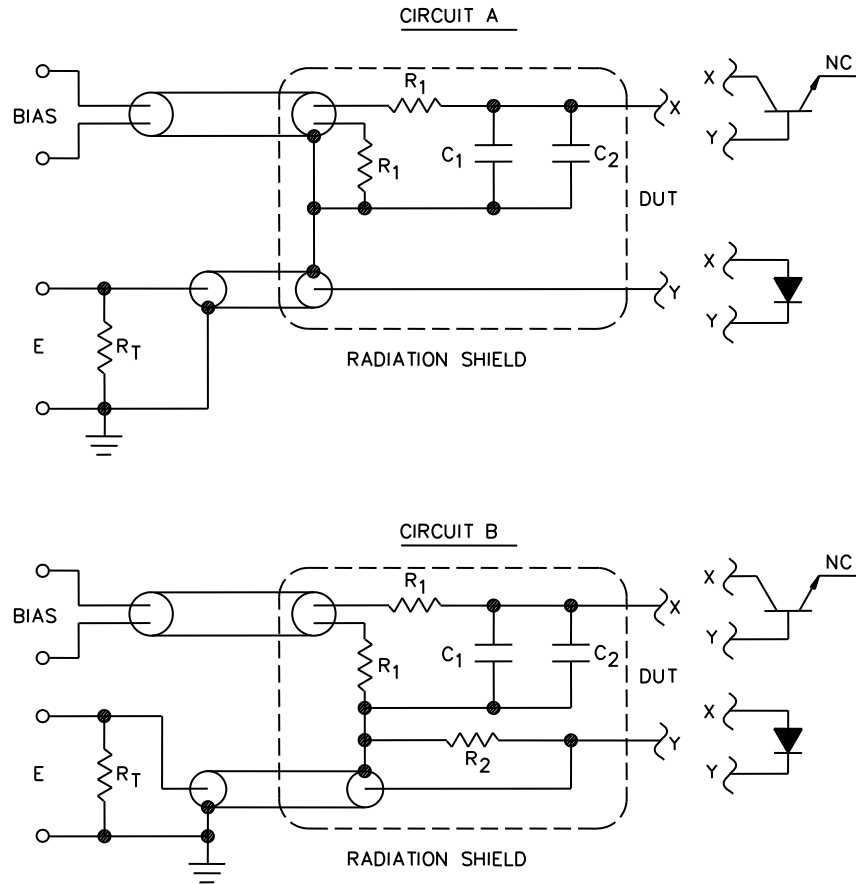 CIRCUIT A
R1
NC
X
X
BIAS
C1
C2
Y
R1
DUT
X
Y
Y
E
RT
RADIATION SHIELD
CIRCUIT B
R1
NC
X
X
BIAS
C1
C2
Y
R1
DUT
X
Y
R2
E
RT
Y
RADIATION SHIELD